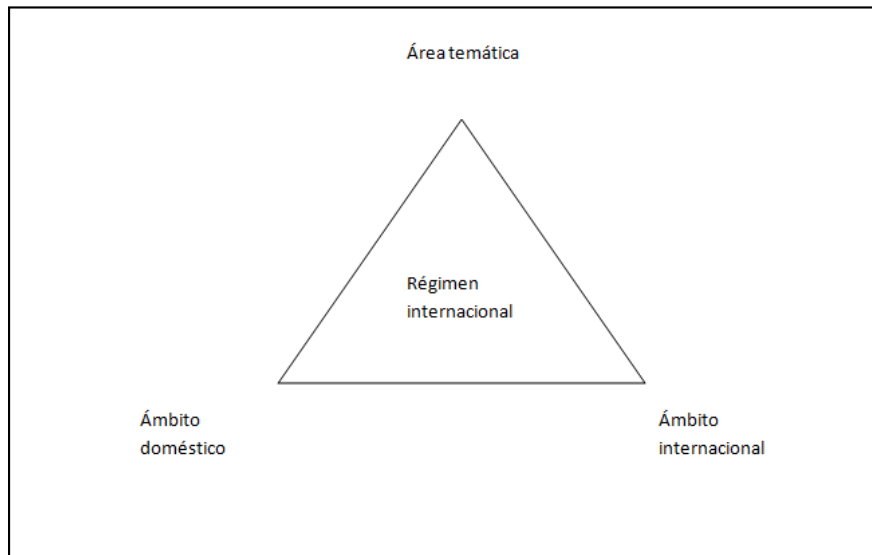 Área temática
Régimen
internacional
Ámbito
doméstico
Ámbito
internacional